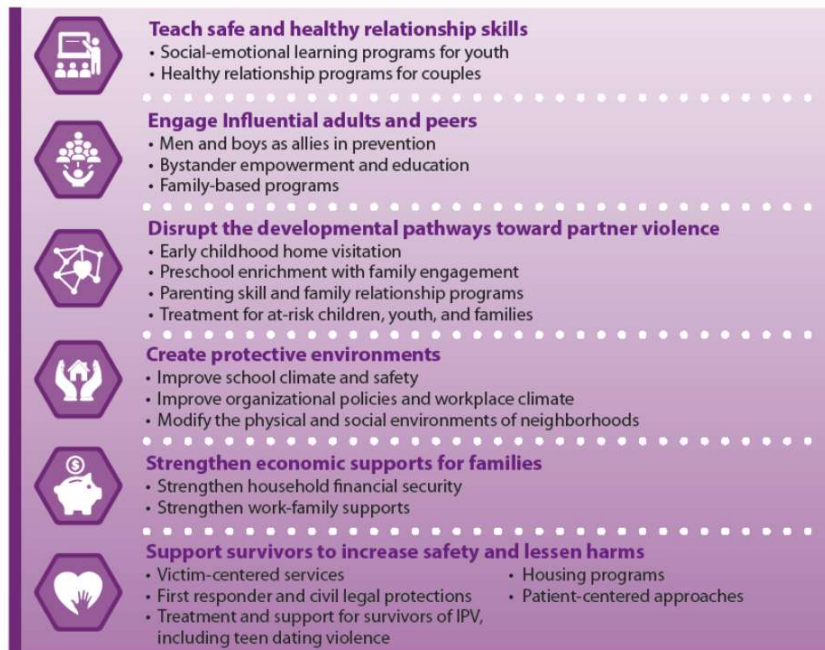 Teach safe and healthy relationship skills
• Social-emotional learning programs for youth
• Healthy relationship programs for couples
Engage Influential adults and peers
• Men and boys as allies in prevention
• Bystander empowerment and education
• Family-based programs
Disrupt the developmental pathways toward partner violence
• Early childhood home visitation
• Preschool enrichment with family engagement
• Parenting skill and family relationship programs
• Treatment for at-risk children, youth, and families
Create protective environments
• Improve school climate and safety
• Improve organizational policies and workplace climate
• Modify the physical and social environments of neighborhoods
Strengthen economic supports for families
• Strengthen household financial security
• Strengthen work-family supports
Support survivors to increase safety and lessen harms
• Victim-centered services
• First responder and civil legal protections
• Treatment and support for survivors of IPV,
including teen dating violence
• Housing programs
• Patient-centered approaches